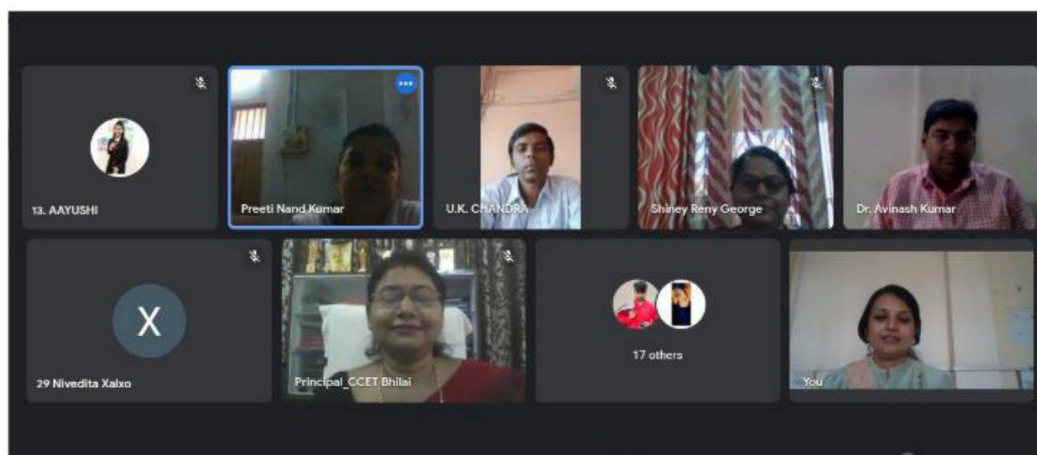 13. AAYUSHI
Preeti Nand Kumar
U.K. CHANDRA
Shiney Reny George
Dr. Avinash Kumar
X
29 Nivedita Xalxo
Principal_CCET Bhilai
17 others
You